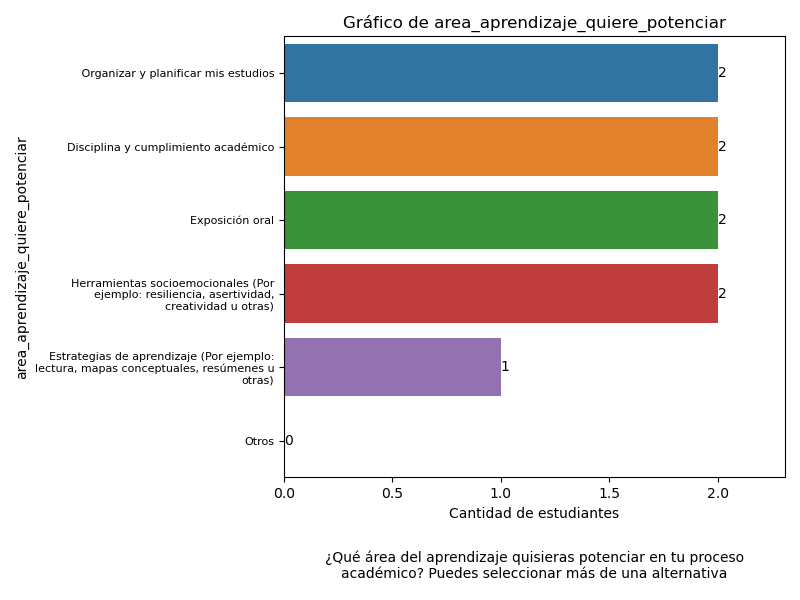 Gráfico de area_aprendizaje_quiere_potenciar
area_aprendizaje_quiere_potenciar
Organizar y planificar mis estudios
2
Disciplina y cumplimiento académico
2
Exposición oral
2
Herramientas socioemocionales (Por
ejemplo: resiliencia, asertividad,
creatividad u otras)
2
Estrategias de aprendizaje (Por ejemplo:
lectura, mapas conceptuales, resúmenes u
otras)
1
Otros
0
0.0 0.5 1.0 1.5 2.0
Cantidad de estudiantes
¿Qué área del aprendizaje quisieras potenciar en tu proceso
académico? Puedes seleccionar más de una alternativa